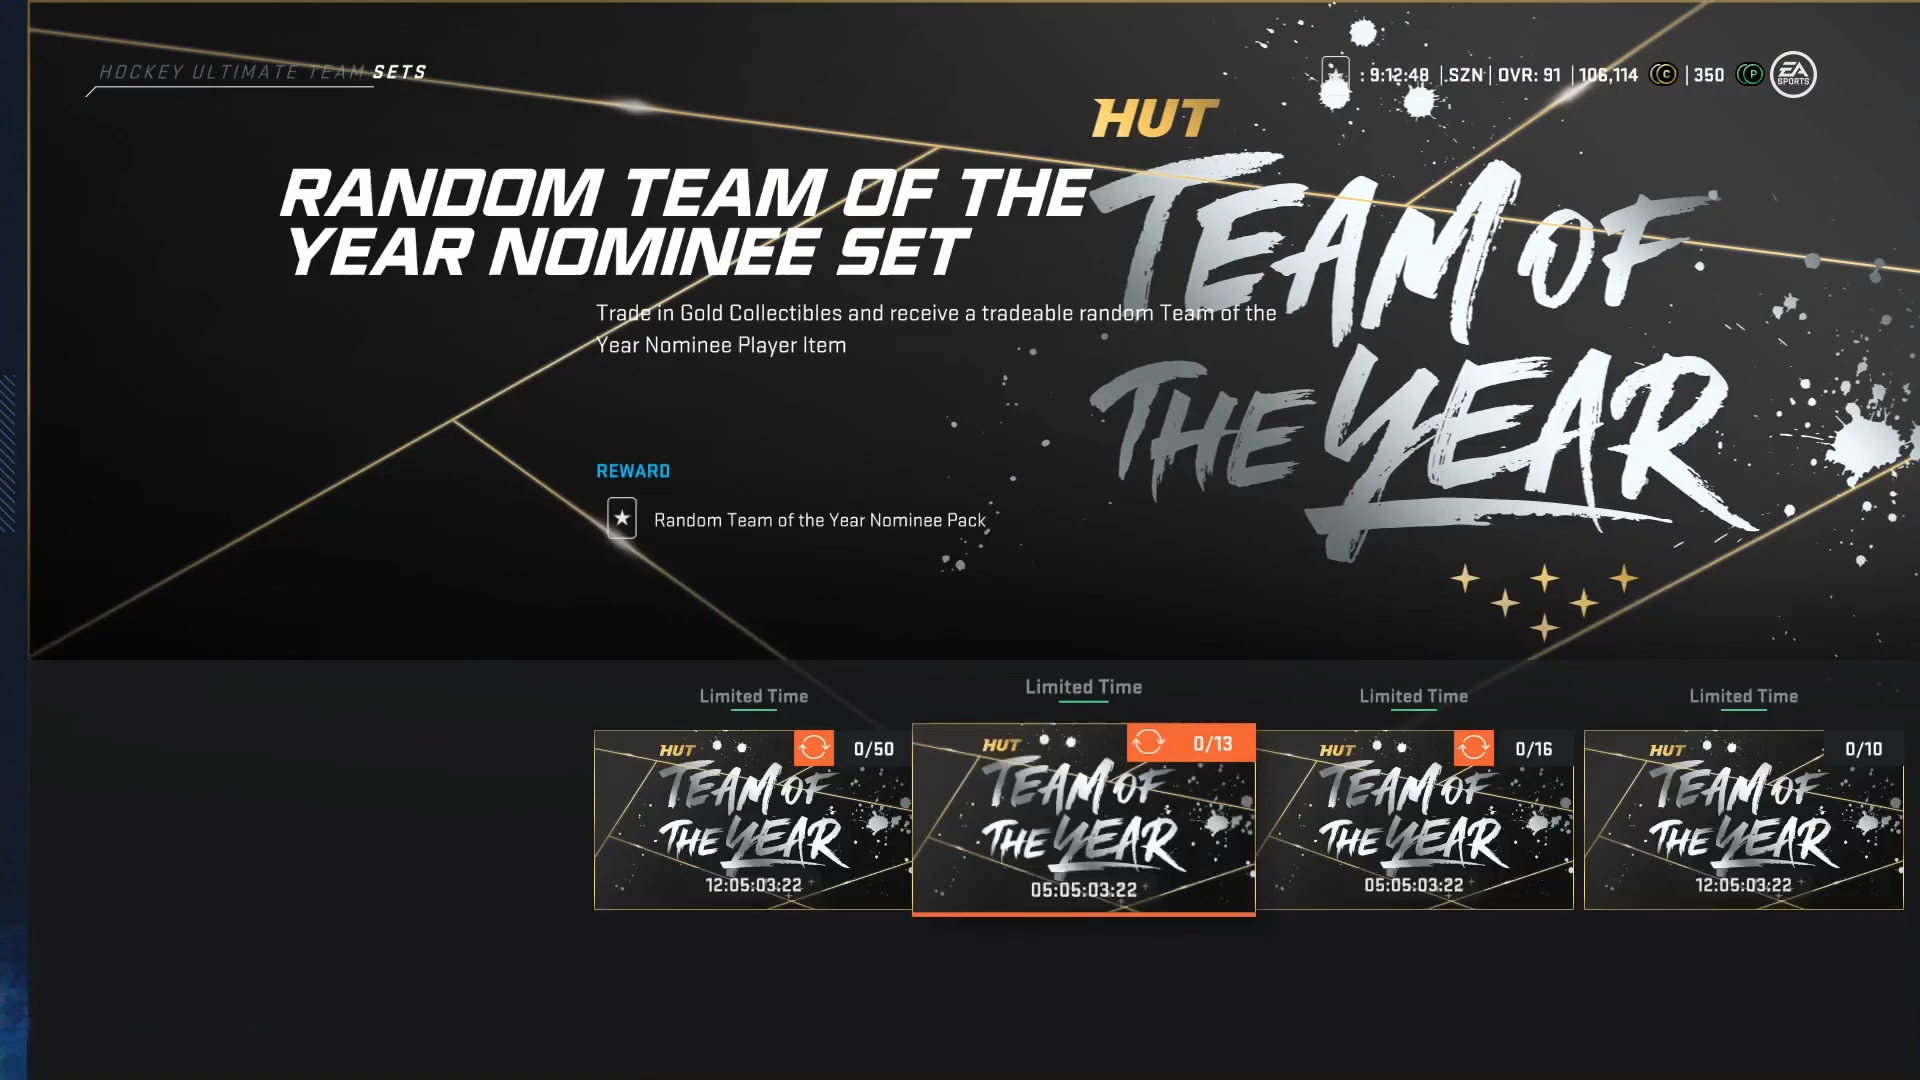 HOCKEY ULTIMATE TEAM SETS
: 9:12:48 | .SZN | OVR: 91 | 106,114 C | 350 P EA SPORTS
HUT
TEAM OF
THE YEAR
RANDOM TEAM OF THE
YEAR NOMINEE SET
Trade in Gold Collectibles and receive a tradeable random Team of the
Year Nominee Player Item
REWARD
Random Team of the Year Nominee Pack
Limited Time
HUT
0/50
TEAM OF
THE YEAR
12:05:03:22
Limited Time
HUT
0/13
TEAM OF
THE YEAR
05:05:03:22
Limited Time
HUT
0/16
TEAM OF
THE YEAR
05:05:03:22
Limited Time
HUT
0/10
TEAM OF
THE YEAR
12:05:03:22